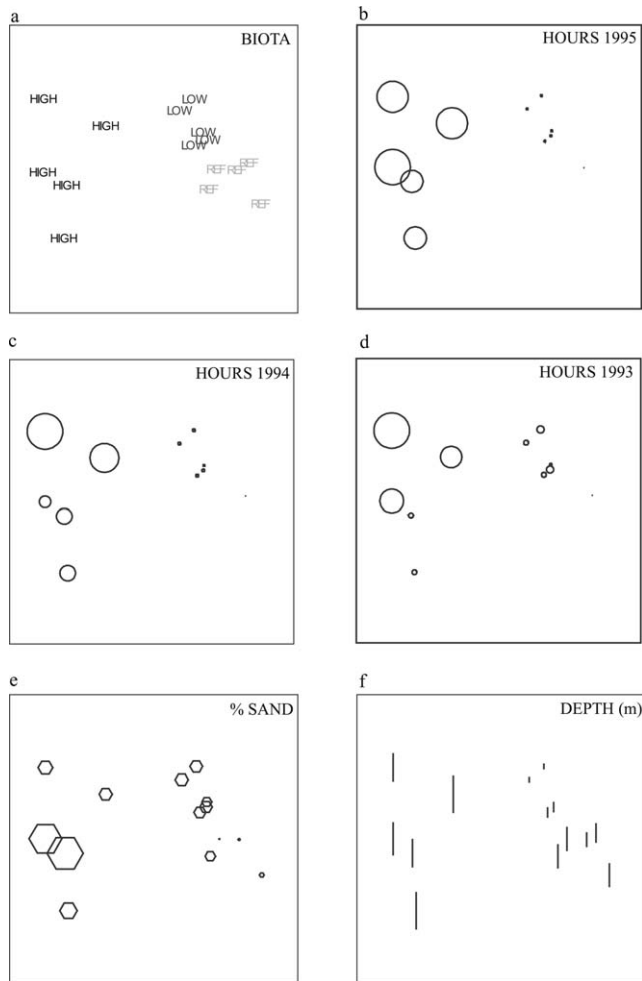 a
BIOTA
HIGH
HIGH
HIGH
HIGH
HIGH
LOW
LOW
LOW
LOW
LOW
REF
REF
REF
REF
REF
b
HOURS 1995
c
HOURS 1994
d
HOURS 1993
e
% SAND
f
DEPTH (m)